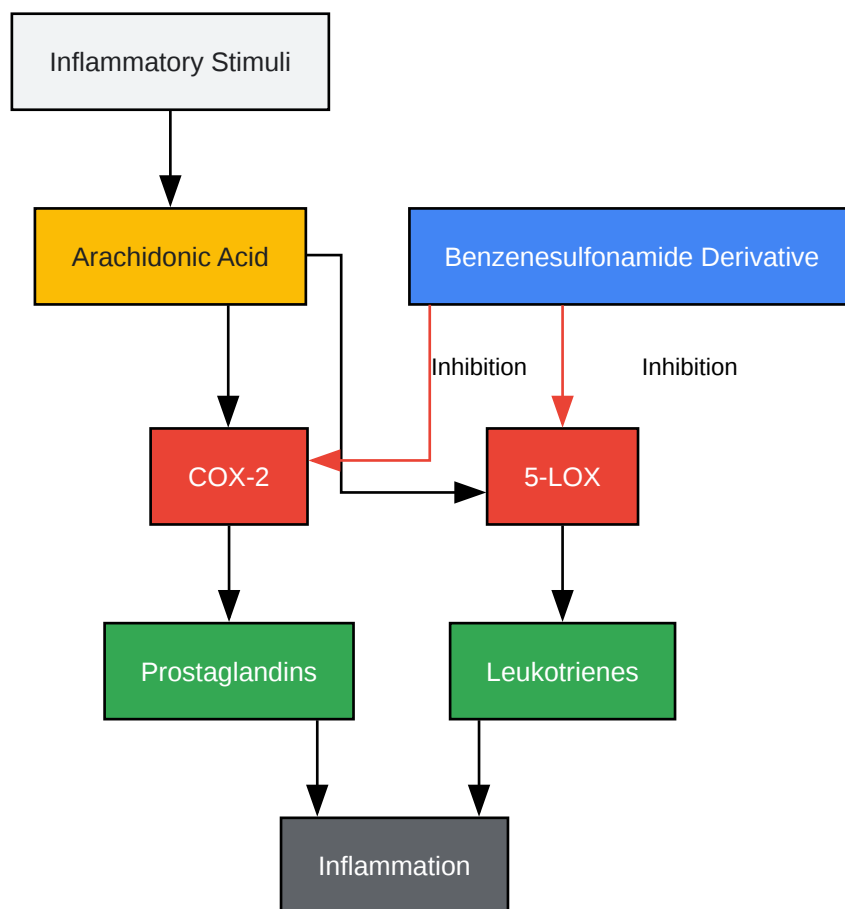 Inflammatory Stimuli
Arachidonic Acid
Benzenesulfonamide Derivative
Inhibition
Inhibition
COX-2
5-LOX
Prostaglandins
Leukotrienes
Inflammation